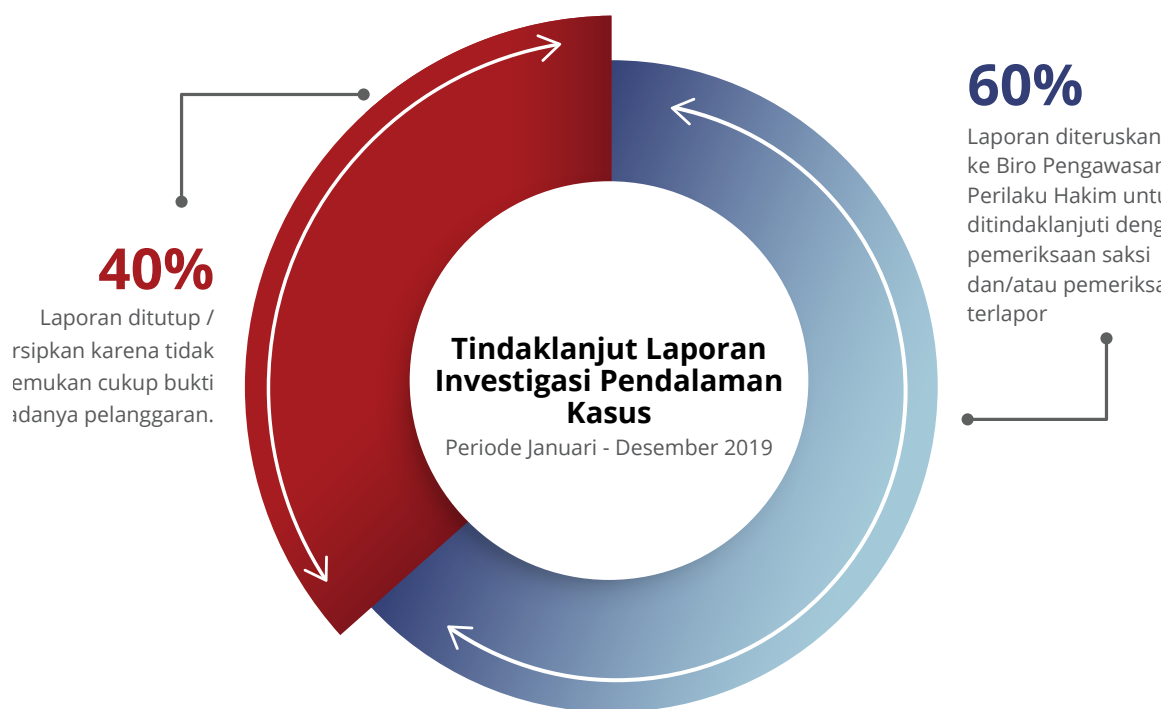 60%
Laporan diteruskan
ke Biro Pengawasan
Perilaku Hakim untu
ditindaklanjuti deng
pemeriksaan saksi
dan/atau pemeriksa
terlapor
40%
Laporan ditutup /
rsipkan karena tidak
emukan cukup bukti
adanya pelanggaran.
Tindaklanjut Laporan
Investigasi Pendalaman
Kasus
Periode Januari - Desember 2019